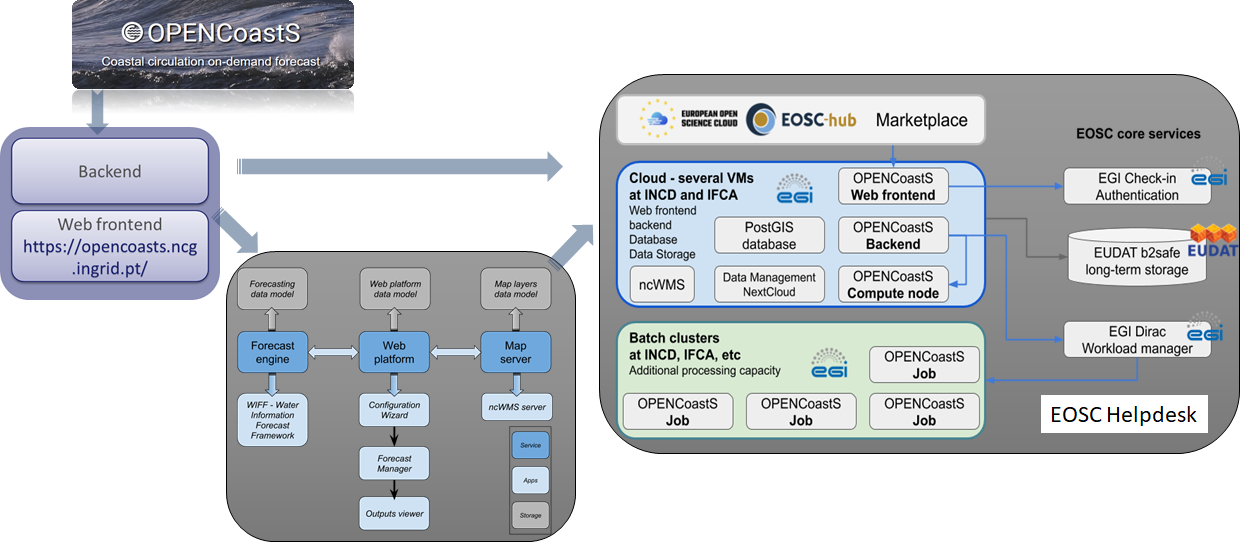 OPENCoastS
Coastal circulation on-demand forecast
Backend
Web frontend
https://opencoasts.ncg
.ingrid.pt/
Forecasting
data model
Web platform
data model
Map layers
data model
Forecast
engine
Web
platform
Map
server
WIFF - Water
Information
Forecast
Framework
Configuration
Wizard
ncWMS server
Forecast
Manager
Outputs viewer
Service
Apps
Storage
EUROPEAN OPEN
SCIENCE CLOUD
EOSC-hub
Marketplace
EOSC core services
Cloud - several VMs
at INCD and IFCA
Web frontend
backend
Database
Data Storage
EGI
OPENCoastS
Web frontend
PostGIS
database
OPENCoastS
Backend
ncWMS
Data Management
NextCloud
OPENCoastS
Compute node
EGI Check-in
Authentication
EGI
EUDAT b2safe
long-term storage
EUDAT
EGI Dirac
Workload manager
EGI
Batch clusters
at INCD, IFCA, etc
Additional processing capacity
EGI
OPENCoastS
Job
OPENCoastS
Job
OPENCoastS
Job
OPENCoastS
Job
EOSC Helpdesk